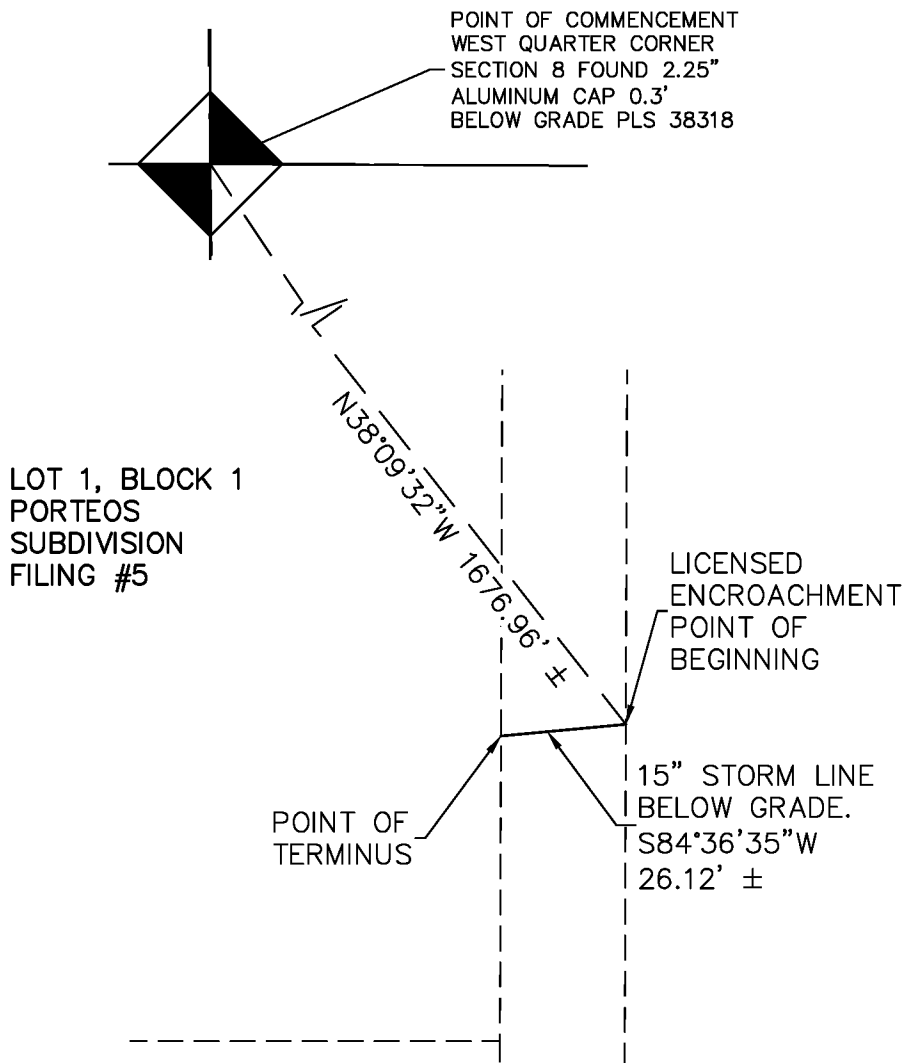 POINT OF COMMENCEMENT
WEST QUARTER CORNER
SECTION 8 FOUND 2.25”
ALUMINUM CAP 0.3'
BELOW GRADE PLS 38318
N38°09'32”W 1676.96' ±
LOT 1, BLOCK 1
PORTEOS
SUBDIVISION
FILING #5
LICENSED
ENCROACHMENT
POINT OF
BEGINNING
15” STORM LINE
BELOW GRADE.
S84°36'35”W
26.12' ±
POINT OF
TERMINUS